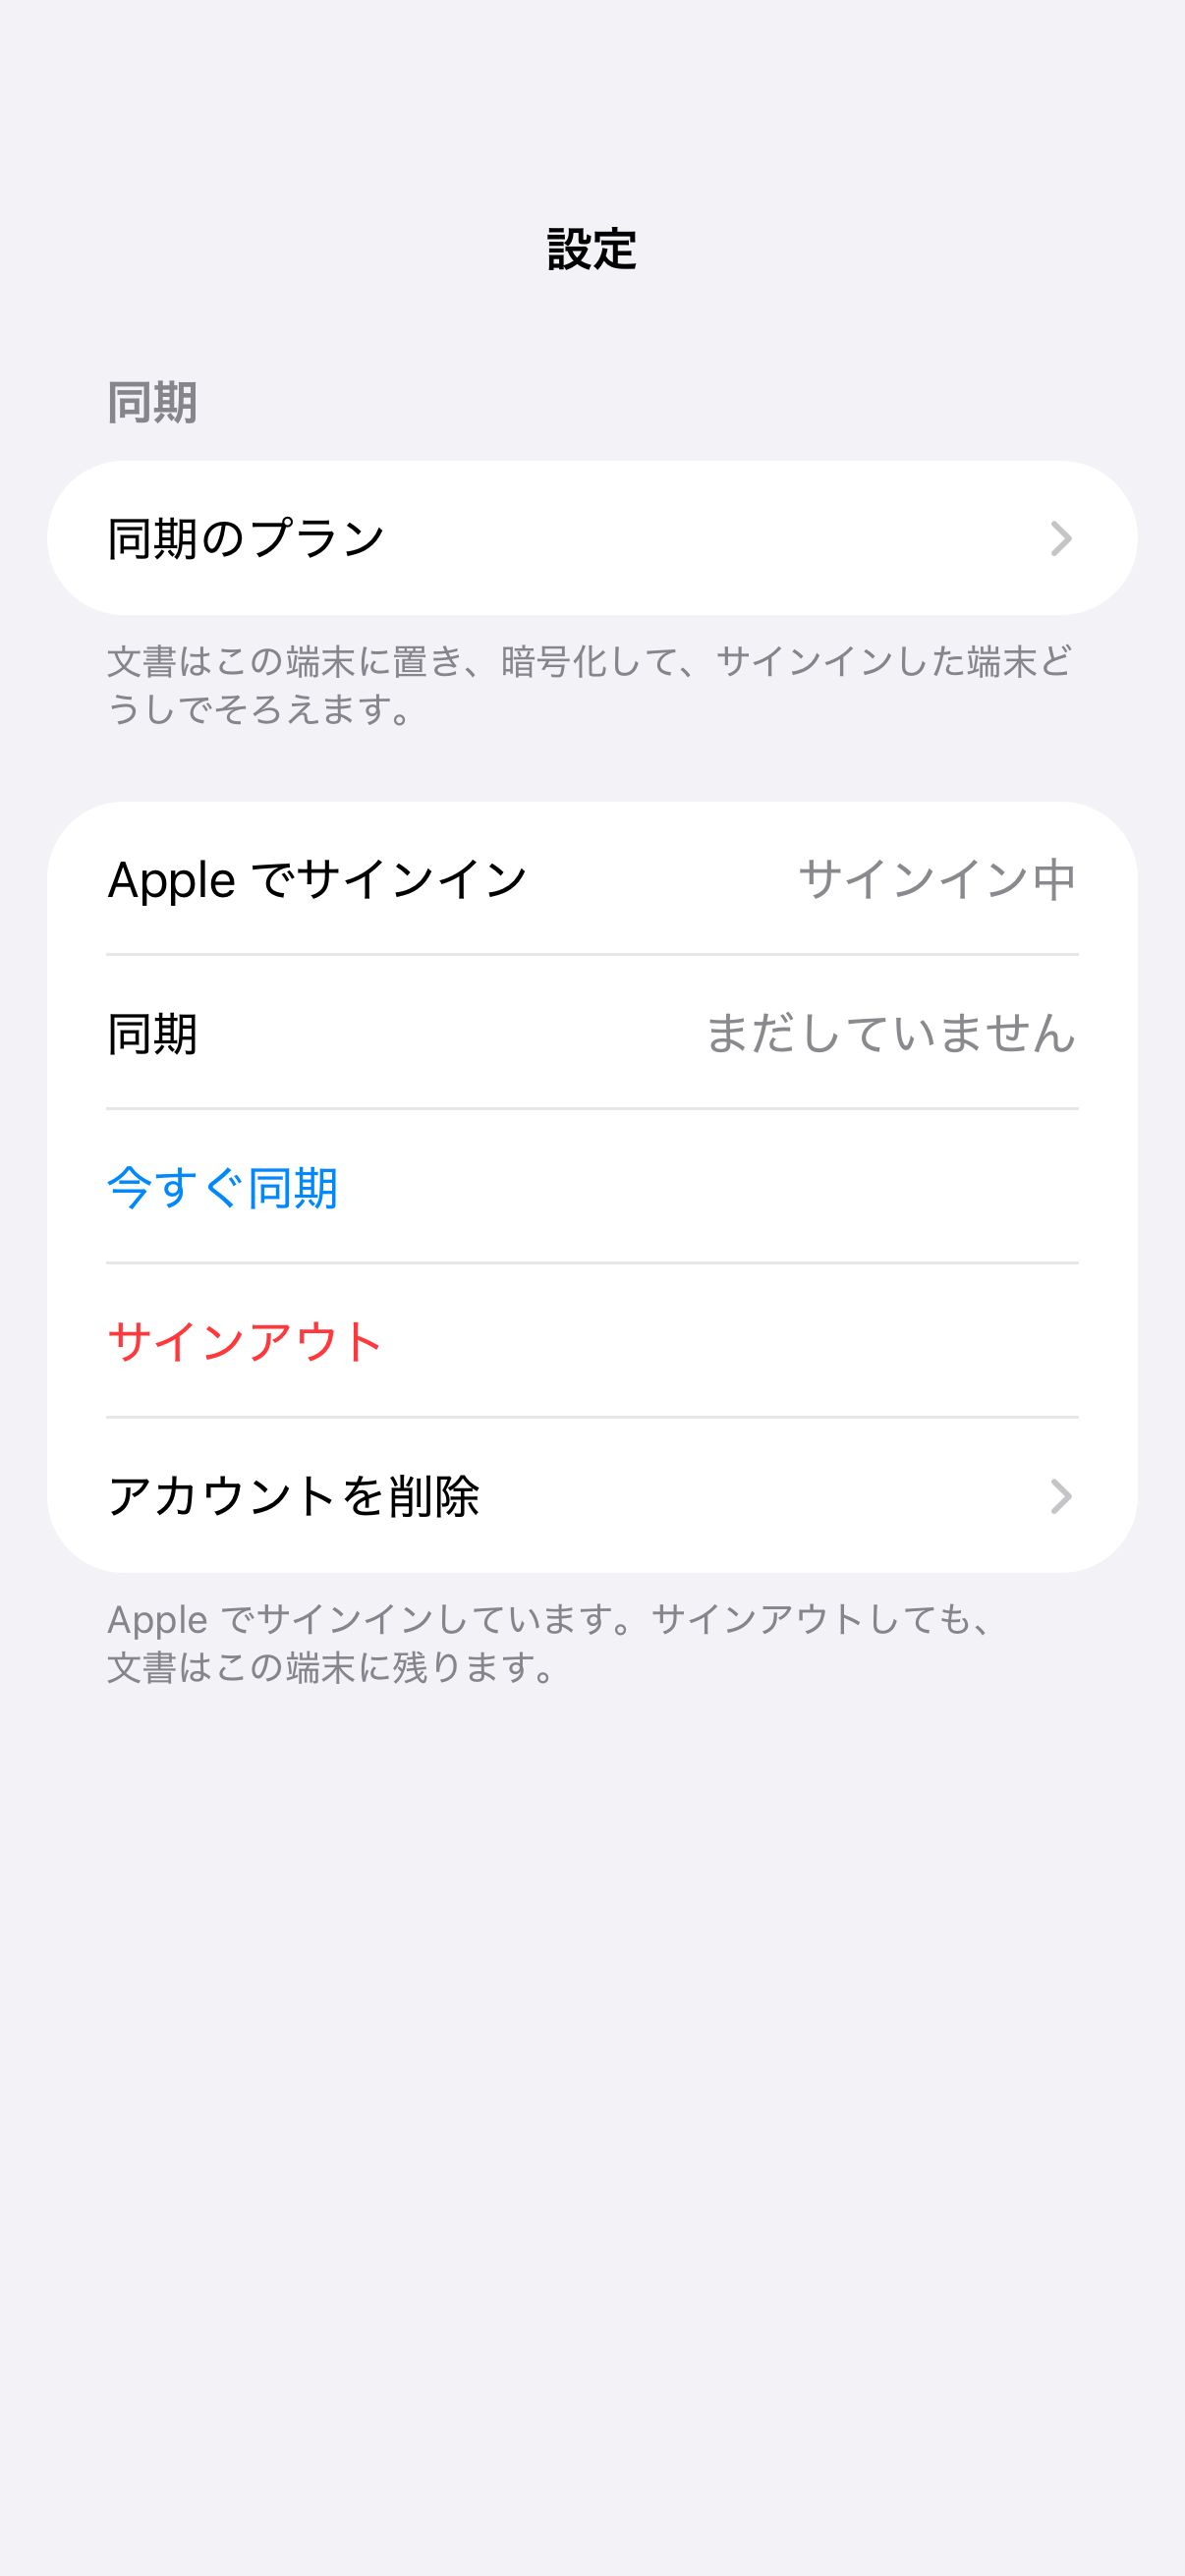 設定
同期
同期のプラン
文書はこの端末に置き、暗号化して、サインインした端末ど
うしでそろえます。
Apple でサインイン サインイン中
同期 まだしていません
今すぐ同期
サインアウト
アカウントを削除
Apple でサインインしています。サインアウトしても、
文書はこの端末に残ります。